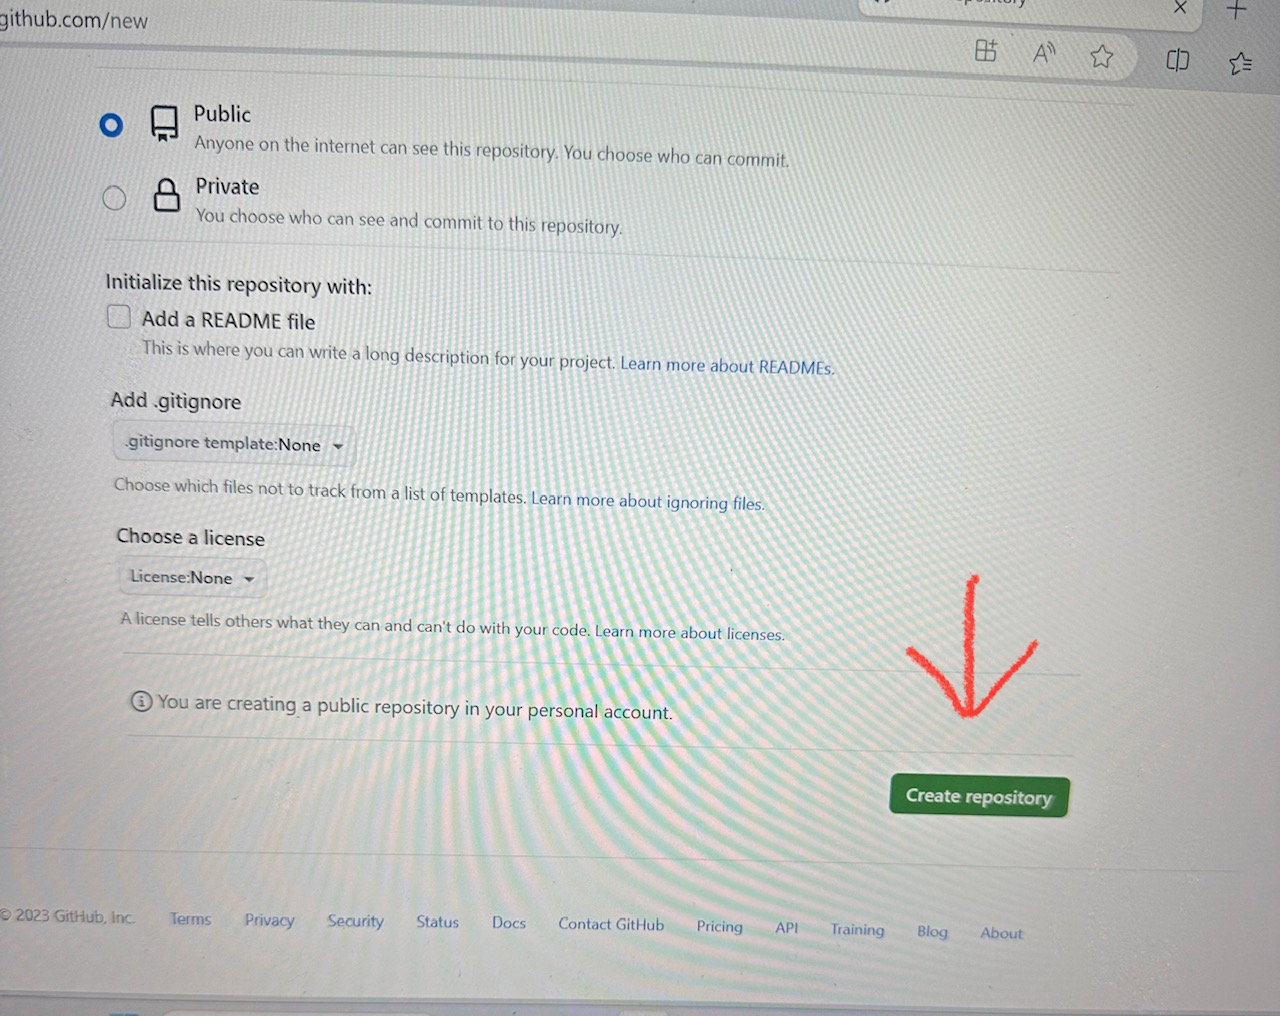 github.com/new
Public
Anyone on the internet can see this repository. You choose who can commit.
Private
You choose who can see and commit to this repository.
Initialize this repository with:
Add a README file
This is where you can write a long description for your project. Learn more about READMEs.
Add .gitignore
.gitignore template:None
Choose which files not to track from a list of templates. Learn more about ignoring files.
Choose a license
License:None
A license tells others what they can and can't do with your code. Learn more about licenses.
You are creating a public repository in your personal account.
Create repository
© 2023 GitHub, Inc. Terms Privacy Security Status Docs Contact GitHub Pricing API Training Blog About